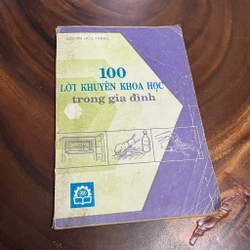 100
LỜI KHUYÊN KHOA HỌC
trong gia đình